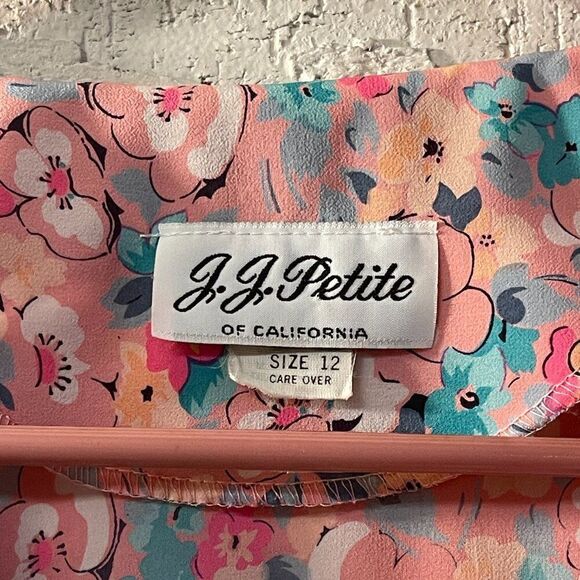 J.J. Petite
OF CALIFORNIA
SIZE 12
CARE OVER